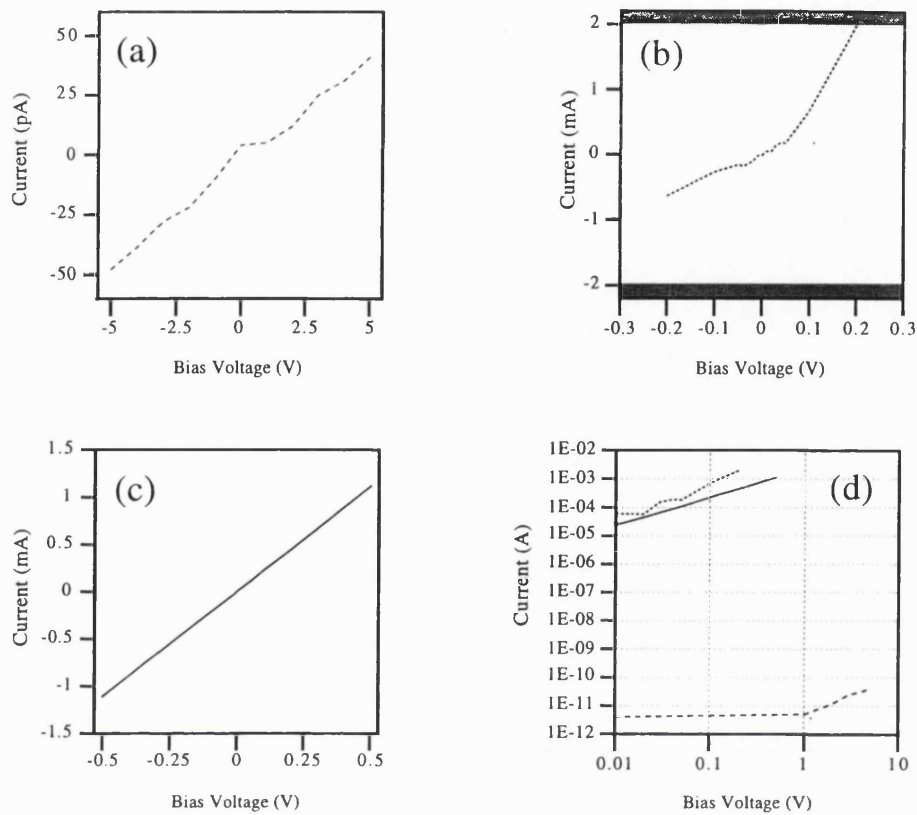 (a)
50
25
0
-25
-50
Current (pA)
-5 -2.5 0 2.5 5
Bias Voltage (V)
(b)
2
1
0
-1
-2
Current (mA)
-0.3 -0.2 -0.1 0 0.1 0.2 0.3
Bias Voltage (V)
(c)
1.5
1
0.5
0
-0.5
-1
-1.5
Current (mA)
-0.5 -0.25 0 0.25 0.5
Bias Voltage (V)
(d)
1E-02
1E-03
1E-04
1E-05
1E-06
1E-07
1E-08
1E-09
1E-10
1E-11
1E-12
Current (A)
0.01 0.1 1 10
Bias Voltage (V)